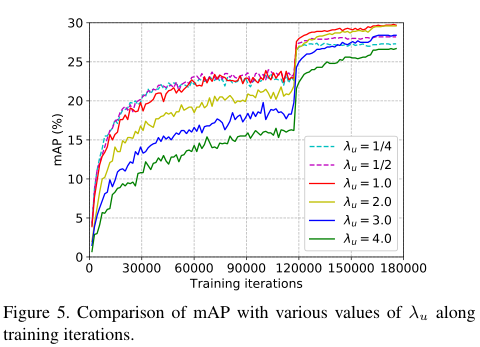 30
25
20
15
10
5
0
mAP (%)
λu = 1/4
λu = 1/2
λu = 1.0
λu = 2.0
λu = 3.0
λu = 4.0
0 30000 60000 90000 120000 150000 180000
Training iterations
Figure 5. Comparison of mAP with various values of λu along
training iterations.